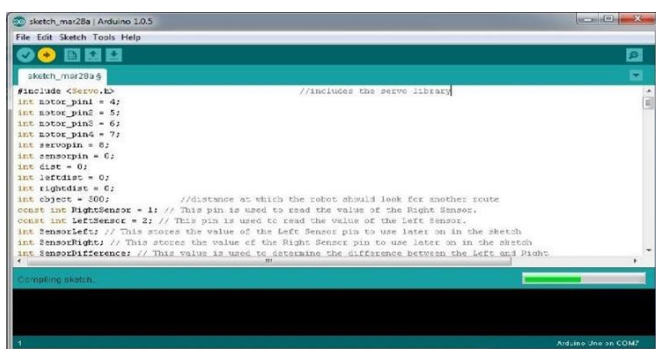 sketch_mar28a | Arduino 1.0.5
File Edit Sketch Tools Help
sketch_mar28a §
#include <Servo.h> //includes the servo library
int motor_pin1 = 4;
int motor_pin2 = 5;
int motor_pin3 = 6;
int motor_pin4 = 7;
int servopin = 8;
int sensorpin = 0;
int dist = 0;
int leftdist = 0;
int rightdist = 0;
int object = 500; //distance at which the robot should look for another route
const int RightSensor = 1; // This pin is used to read the value of the Right Sensor.
const int LeftSensor = 2; // This pin is used to read the value of the Left Sensor.
int SensorLeft; // This stores the value of the Left Sensor pin to use later on in the sketch
int SensorRight; // This stores the value of the Right Sensor pin to use later on in the sketch
int SensorDifference; // This value is used to determine the difference between the Left and Right
Compiling sketch...
1
Arduino Uno on COM7